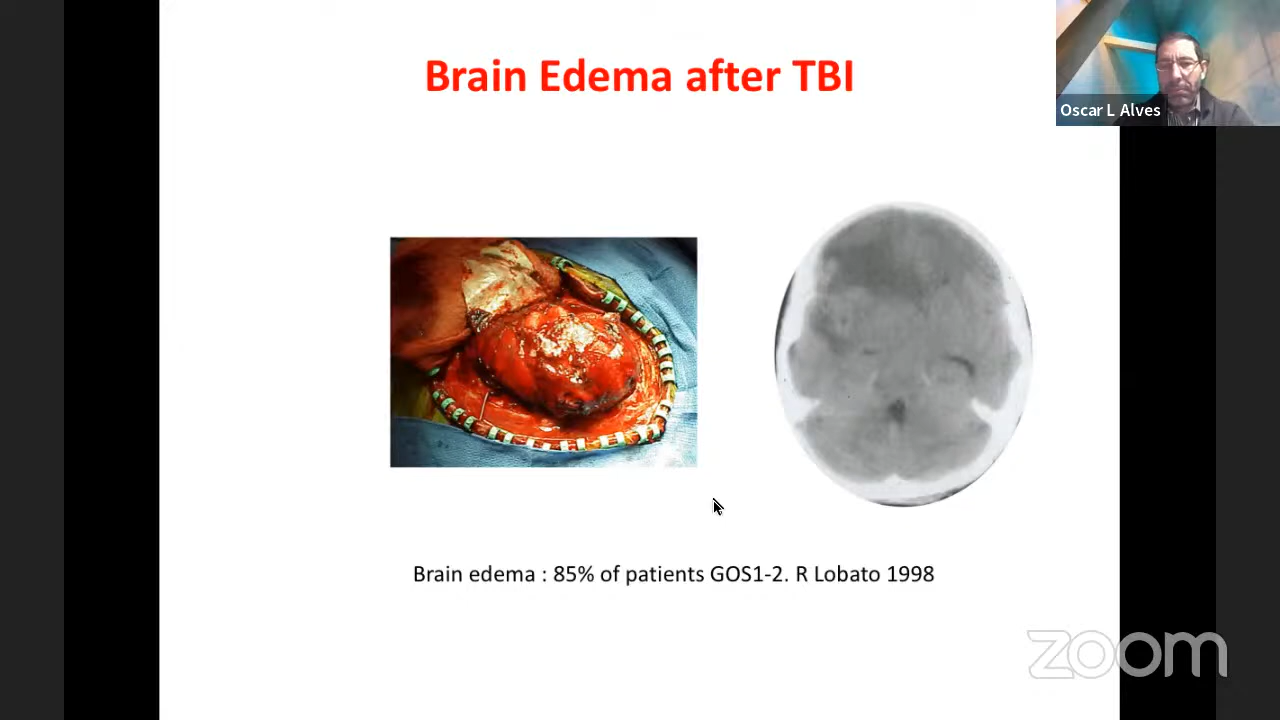 Brain Edema after TBI
Oscar L Alves
Brain edema : 85% of patients GOS1-2. R Lobato 1998
zoom